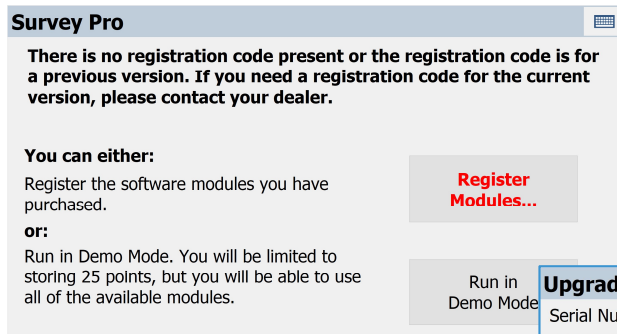 Survey Pro
There is no registration code present or the registration code is for
a previous version. If you need a registration code for the current
version, please contact your dealer.
You can either:
Register the software modules you have
purchased.
Register
Modules...
or:
Run in Demo Mode. You will be limited to
storing 25 points, but you will be able to use
all of the available modules.
Run in
Demo Mode
Upgrad
Serial Nu